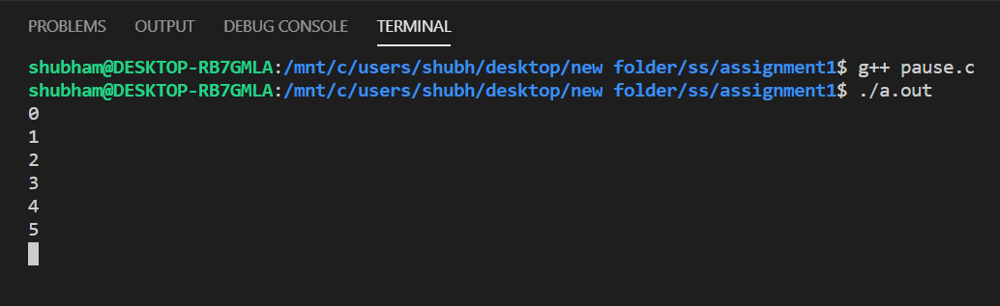 PROBLEMS OUTPUT DEBUG CONSOLE TERMINAL
shubham@DESKTOP-RB7GMLA:/mnt/c/users/shubh/desktop/new folder/ss/assignment1$ g++ pause.c
shubham@DESKTOP-RB7GMLA:/mnt/c/users/shubh/desktop/new folder/ss/assignment1$ ./a.out
0
1
2
3
4
5